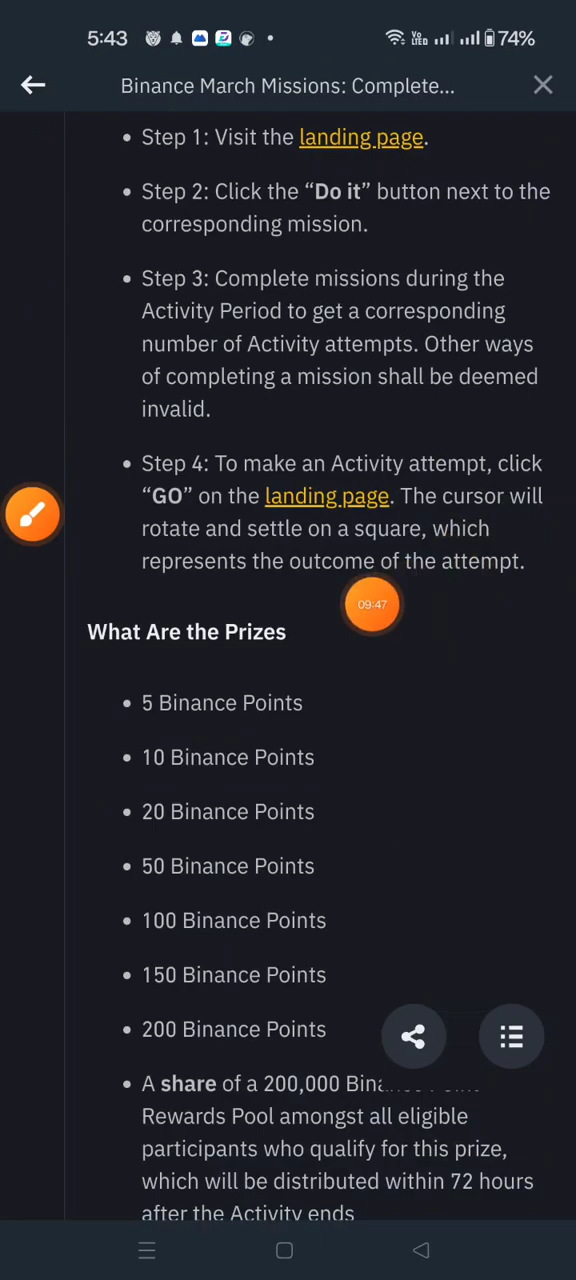 5:43
Vo
LTED
74%
Binance March Missions: Complete...
• Step 1: Visit the landing page.
• Step 2: Click the “Do it” button next to the
corresponding mission.
• Step 3: Complete missions during the
Activity Period to get a corresponding
number of Activity attempts. Other ways
of completing a mission shall be deemed
invalid.
• Step 4: To make an Activity attempt, click
“GO” on the landing page. The cursor will
rotate and settle on a square, which
represents the outcome of the attempt.
09:47
What Are the Prizes
• 5 Binance Points
• 10 Binance Points
• 20 Binance Points
• 50 Binance Points
• 100 Binance Points
• 150 Binance Points
• 200 Binance Points
• A share of a 200,000
Rewards Pool amongst all eligible
participants who qualify for this prize,
which will be distributed within 72 hours
after the Activity ends